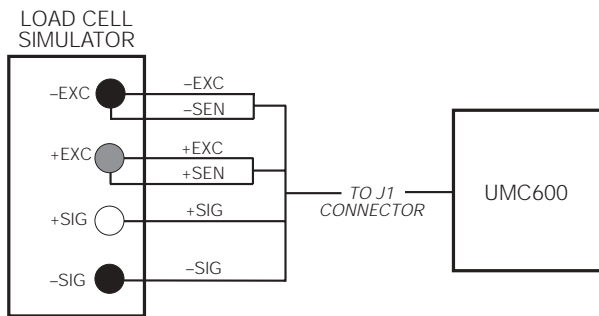 LOAD CELL
SIMULATOR
–EXC
–EXC
–SEN
+EXC
+EXC
+SEN
+SIG
+SIG
–SIG
–SIG
TO J1
CONNECTOR
UMC600